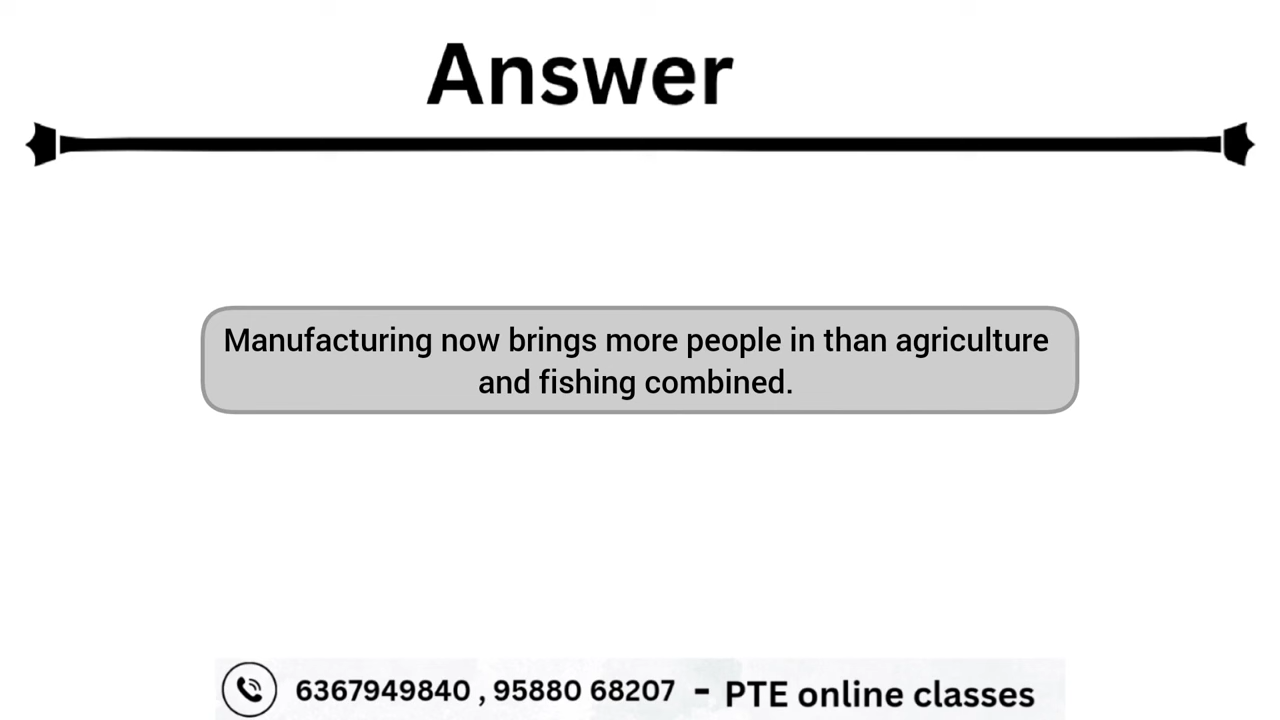 Answer
Manufacturing now brings more people in than agriculture
and fishing combined.
6367949840 , 95880 68207 - PTE online classes